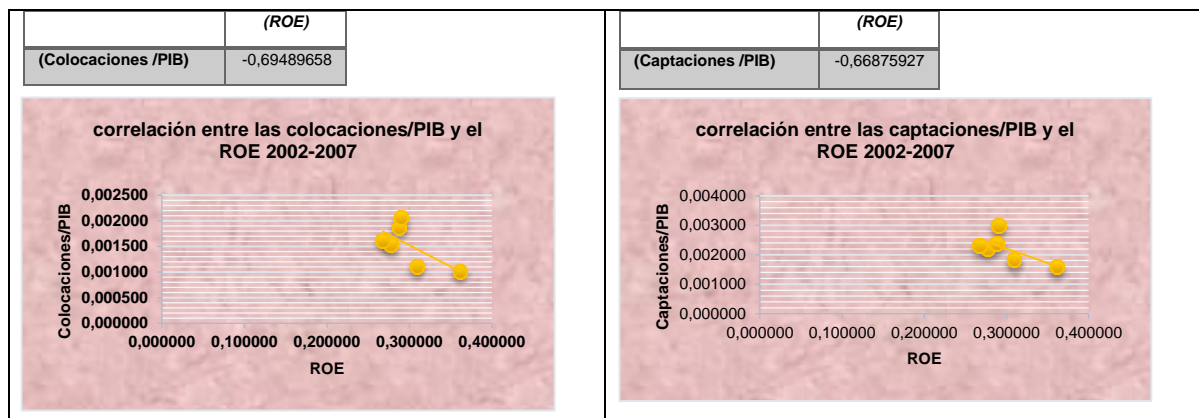 (ROE)
(Colocaciones /PIB) -0,69489658
correlación entre las colocaciones/PIB y el
ROE 2002-2007
Colocaciones/PIB
0,002500
0,002000
0,001500
0,001000
0,000500
0,000000
0,000000 0,100000 0,200000 0,300000 0,400000
ROE
(ROE)
(Captaciones /PIB) -0,66875927
correlación entre las captaciones/PIB y el
ROE 2002-2007
Captaciones/PIB
0,004000
0,003000
0,002000
0,001000
0,000000
0,000000 0,100000 0,200000 0,300000 0,400000
ROE